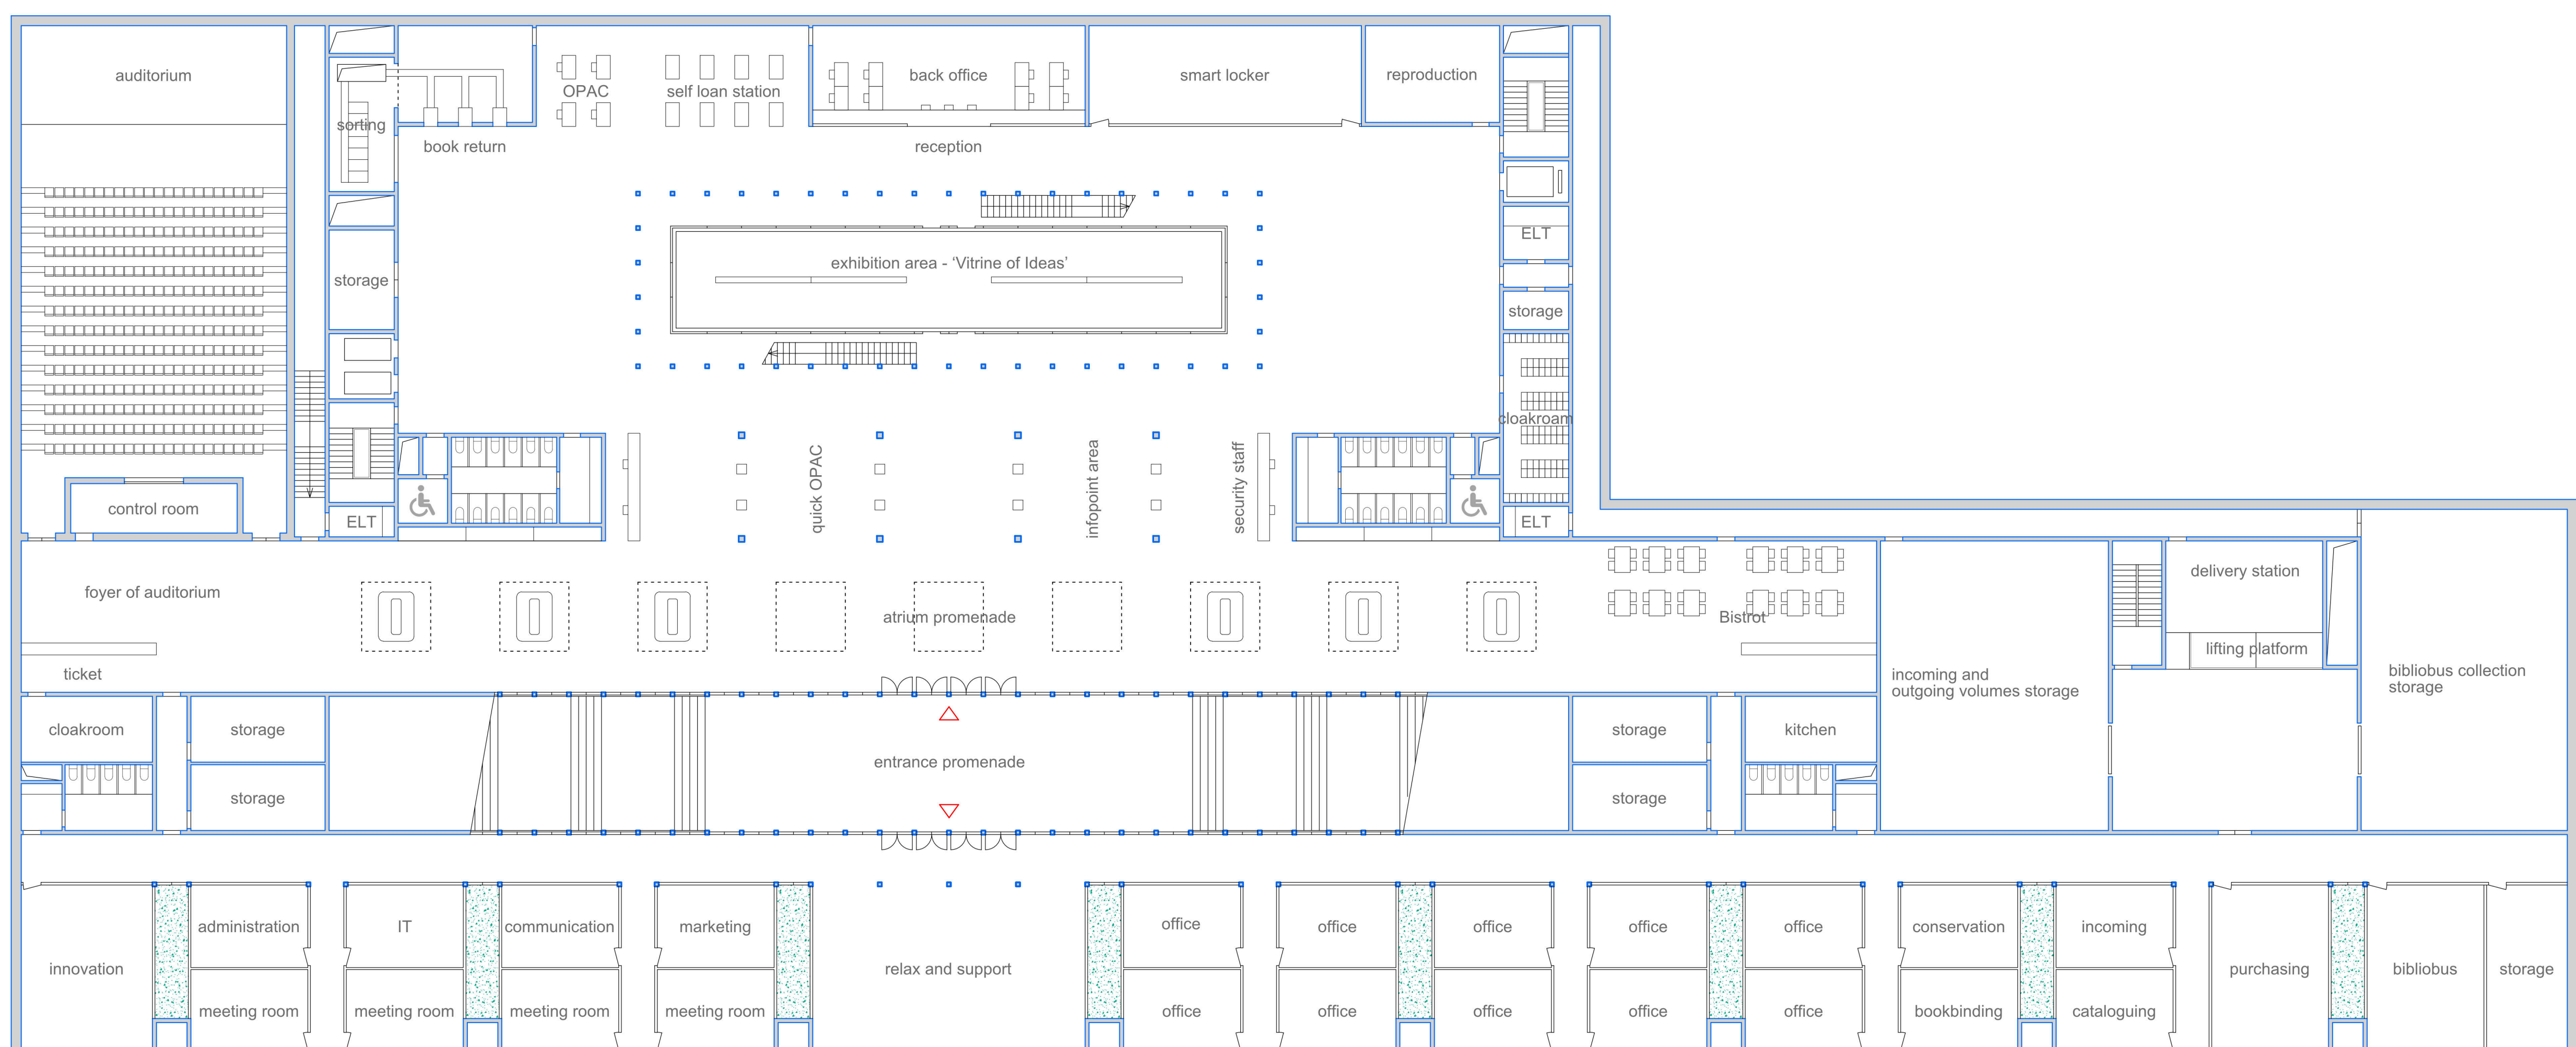 auditorium
sorting
book return
OPAC
self loan station
back office
reception
smart locker
reproduction
storage
exhibition area - ‘Vitrine of Ideas’
ELT
storage
cloakroam
control room
ELT
quick OPAC
infopoint area
security staff
ELT
foyer of auditorium
ticket
atrium promenade
Bistrot
incoming and
outgoing volumes storage
delivery station
lifting platform
bibliobus collection
storage
cloakroom
storage
storage
entrance promenade
storage
storage
kitchen
innovation
administration
meeting room
IT
meeting room
communication
meeting room
marketing
meeting room
relax and support
office
office
office
office
office
office
office
office
office
office
conservation
bookbinding
incoming
cataloguing
purchasing
bibliobus
storage